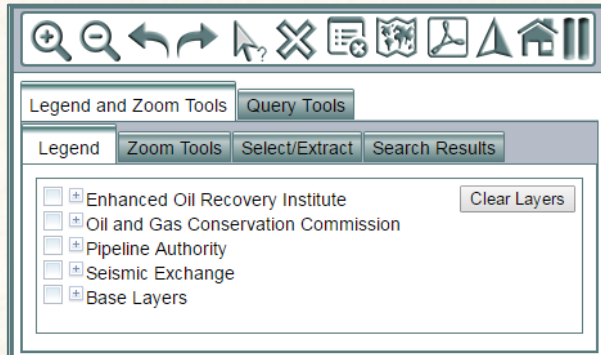 Legend and Zoom Tools Query Tools
Legend Zoom Tools Select/Extract Search Results
Enhanced Oil Recovery Institute Clear Layers
Oil and Gas Conservation Commission
Pipeline Authority
Seismic Exchange
Base Layers